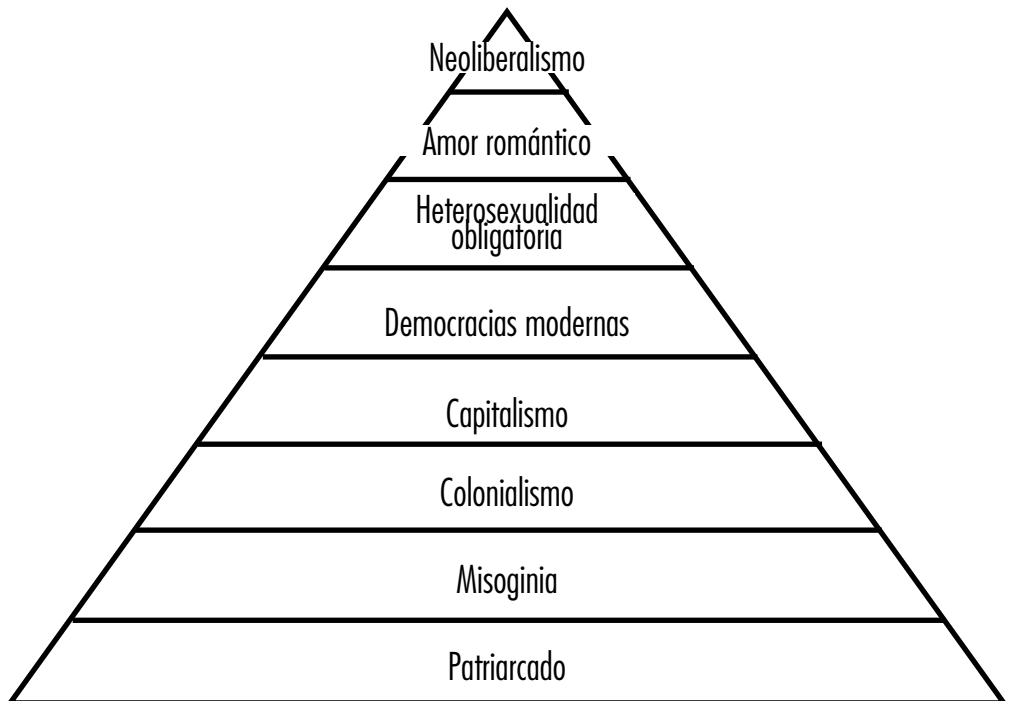 Neoliberalismo
Amor romántico
Heterosexualidad
obligatoria
Democracias modernas
Capitalismo
Colonialismo
Misoginia
Patriarcado